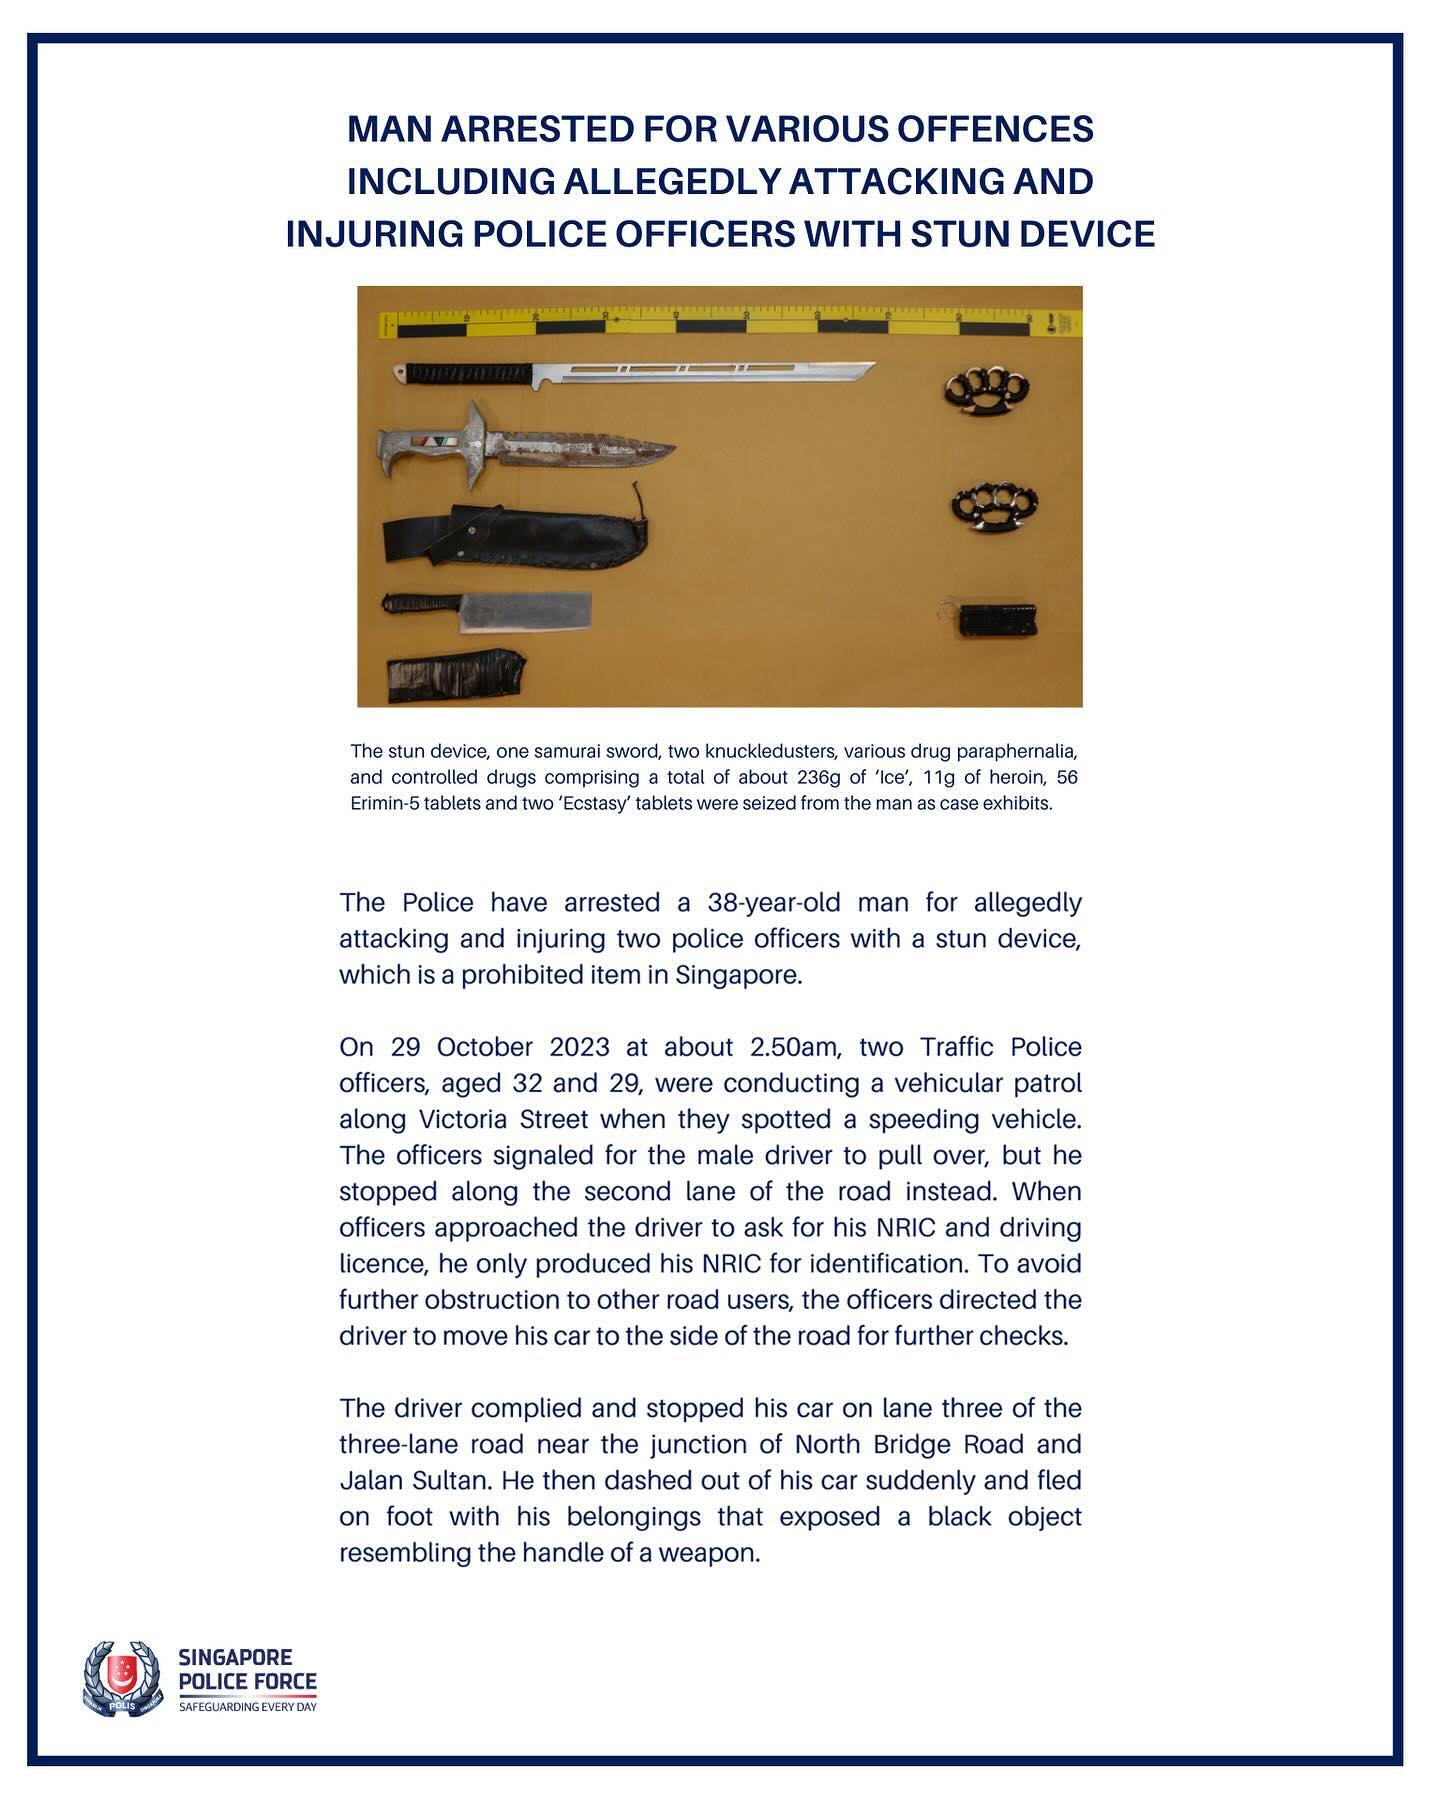 MAN ARRESTED FOR VARIOUS OFFENCES
INCLUDING ALLEGEDLY ATTACKING AND
INJURING POLICE OFFICERS WITH STUN DEVICE
10 20 30 40 50 60 70 80 90
The stun device, one samurai sword, two knuckledusters, various drug paraphernalia,
and controlled drugs comprising a total of about 236g of ‘Ice’, 11g of heroin, 56
Erimin-5 tablets and two ‘Ecstasy’ tablets were seized from the man as case exhibits.
The Police have arrested a 38-year-old man for allegedly
attacking and injuring two police officers with a stun device,
which is a prohibited item in Singapore.
On 29 October 2023 at about 2.50am, two Traffic Police
officers, aged 32 and 29, were conducting a vehicular patrol
along Victoria Street when they spotted a speeding vehicle.
The officers signaled for the male driver to pull over, but he
stopped along the second lane of the road instead. When
officers approached the driver to ask for his NRIC and driving
licence, he only produced his NRIC for identification. To avoid
further obstruction to other road users, the officers directed the
driver to move his car to the side of the road for further checks.
The driver complied and stopped his car on lane three of the
three-lane road near the junction of North Bridge Road and
Jalan Sultan. He then dashed out of his car suddenly and fled
on foot with his belongings that exposed a black object
resembling the handle of a weapon.
POLIS
SINGAPORE
POLICE FORCE
SAFEGUARDING EVERY DAY